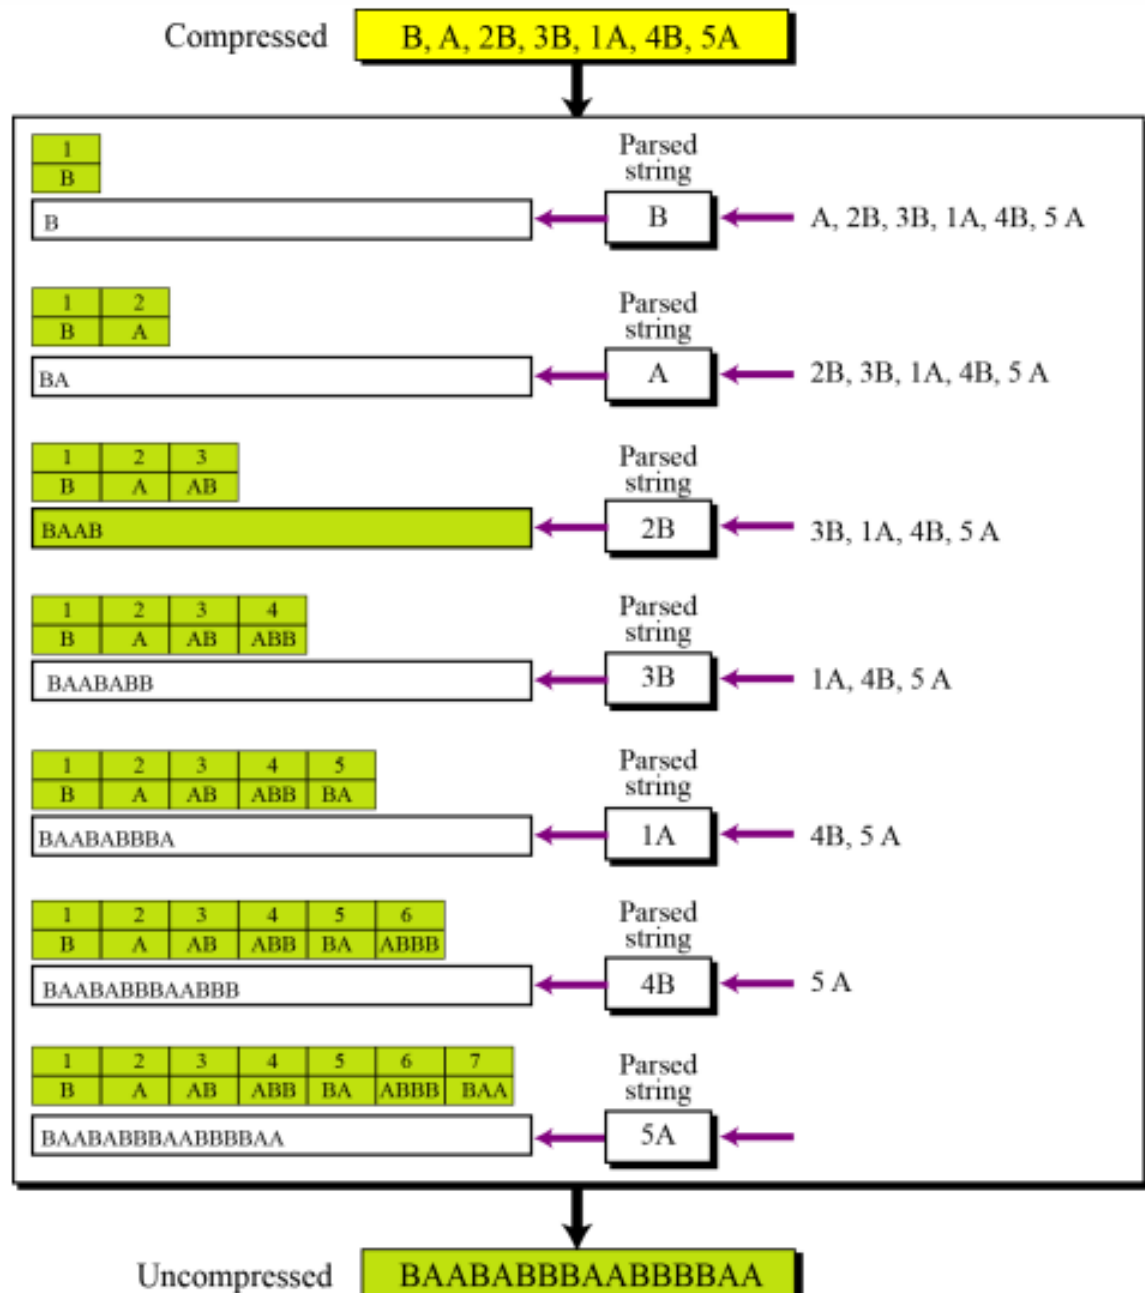 Compressed B, A, 2B, 3B, 1A, 4B, 5A
1 Parsed
B string
B B A, 2B, 3B, 1A, 4B, 5 A
1 2 Parsed
B A string
BA A 2B, 3B, 1A, 4B, 5 A
1 2 3 Parsed
B A AB string
BAAB 2B 3B, 1A, 4B, 5 A
1 2 3 4 Parsed
B A AB ABB string
BAABABB 3B 1A, 4B, 5 A
1 2 3 4 5 Parsed
B A AB ABB BA string
BAABABBBA 1A 4B, 5 A
1 2 3 4 5 6 Parsed
B A AB ABB BA ABBB string
BAABABBBAABBB 4B 5 A
1 2 3 4 5 6 7 Parsed
B A AB ABB BA ABBB BAA string
BAABABBBAABBBBAA 5A
Uncompressed BAABABBBAABBBBAA